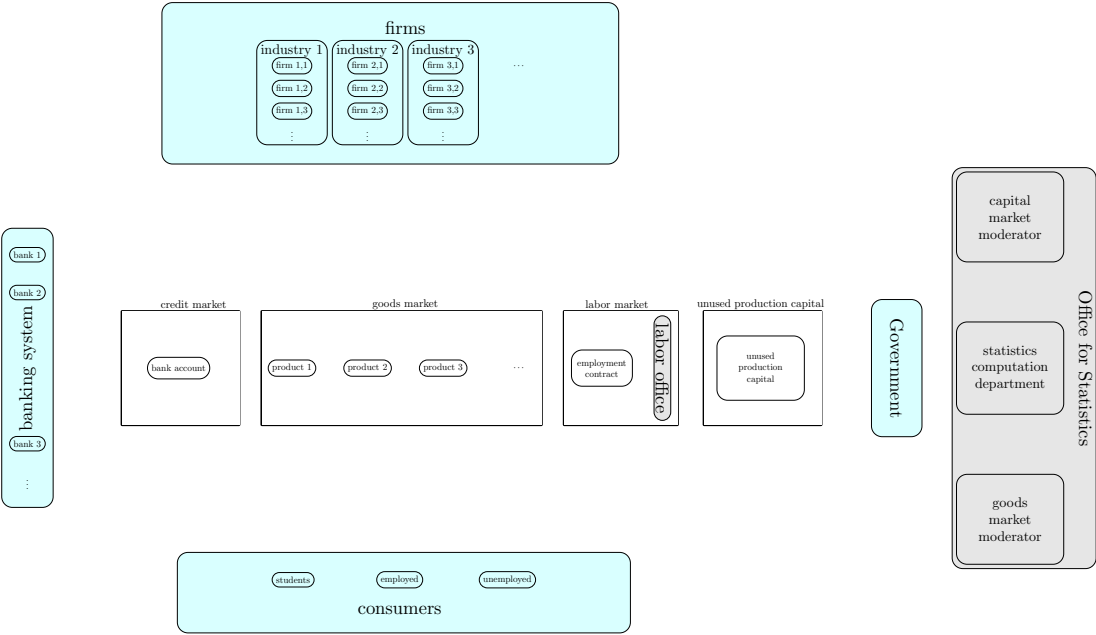 firms
industry 1
industry 2
industry 3
firm 1,1
firm 2,1
firm 3,1
...
firm 1,2
firm 2,2
firm 3,2
firm 1,3
firm 2,3
firm 3,3
⋮
⋮
⋮
banking system
bank 1
bank 2
bank 3
⋮
credit market
bank account
goods market
product 1
product 2
product 3
...
labor market
employment
contract
labor office
unused production capital
unused
production
capital
Government
Office for Statistics
capital
market
moderator
statistics
computation
department
goods
market
moderator
students
employed
unemployed
consumers